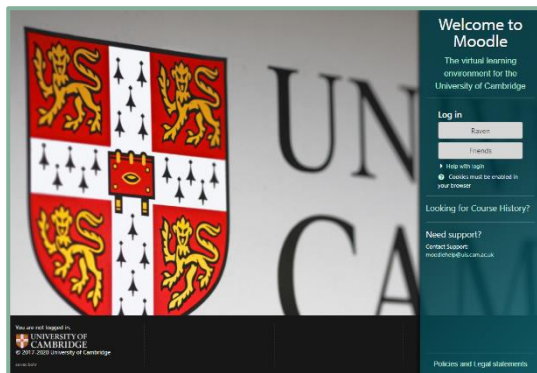 UN
CA
Welcome to
Moodle
The virtual learning
environment for the
University of Cambridge
Log in
Raven
Friends
Help with login
Cookies must be enabled in
your browser
Looking for Course History?
Need support?
Contact Support:
moodlehelp@uis.cam.ac.uk
You are not logged in.
UNIVERSITY OF
CAMBRIDGE
© 2017-2020 University of Cambridge
Policies and Legal statements